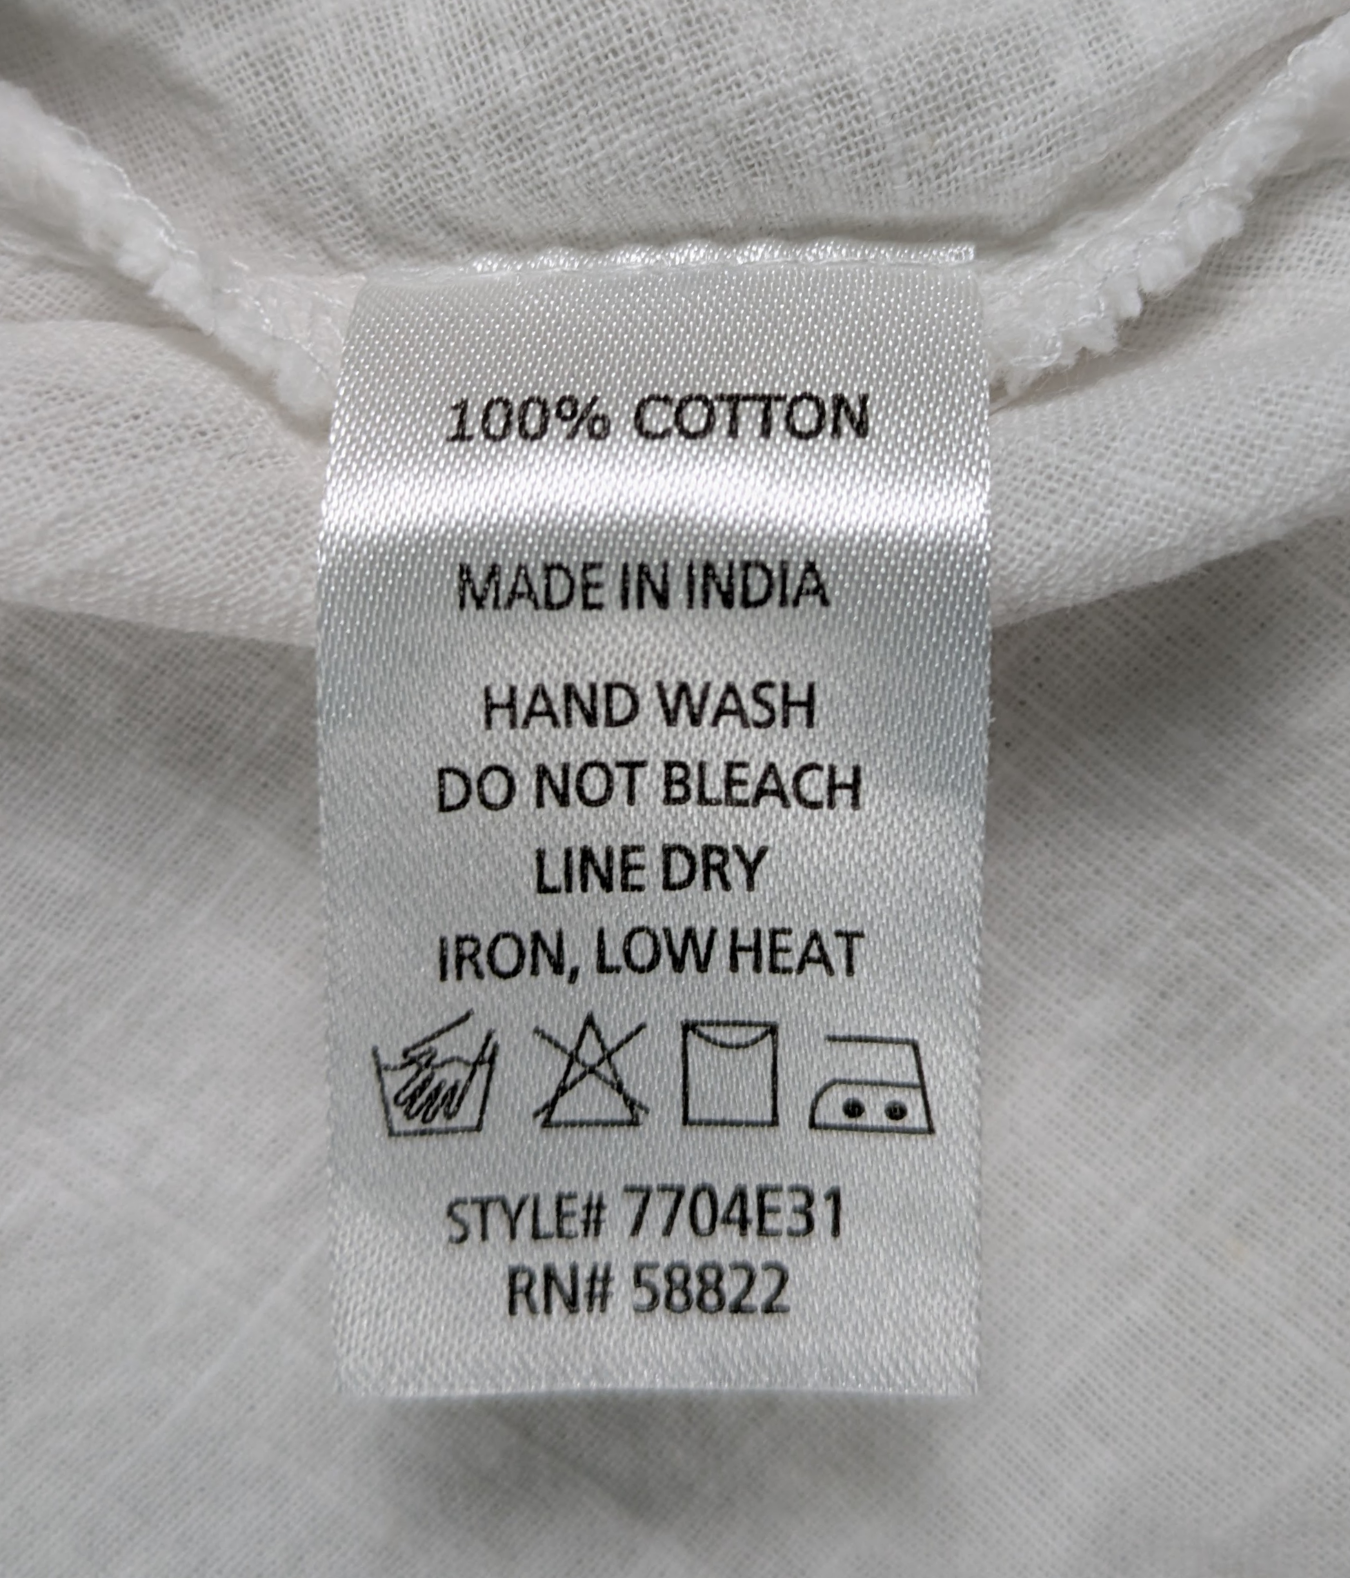 100% COTTON
MADE IN INDIA
HAND WASH
DO NOT BLEACH
LINE DRY
IRON, LOW HEAT
STYLE# 7704E31
RN# 58822